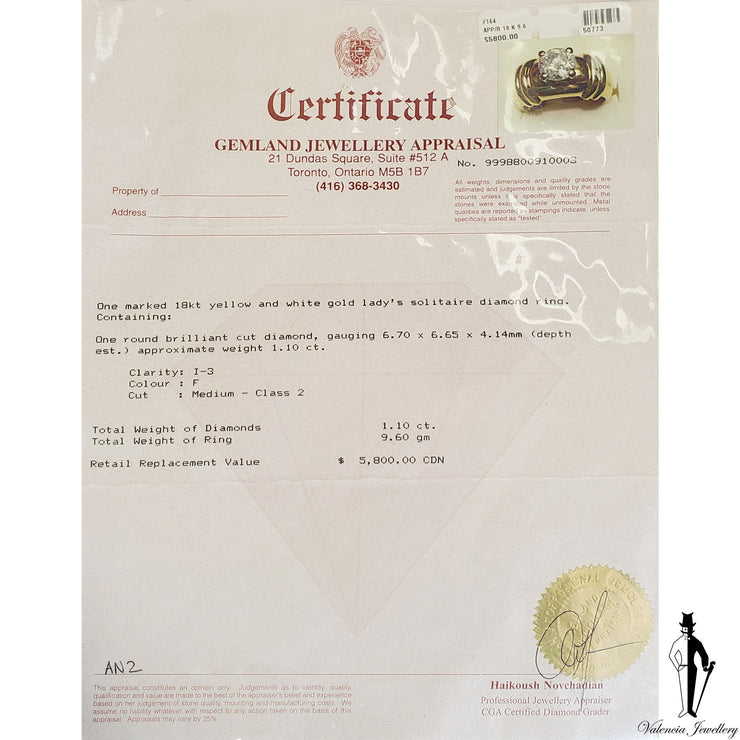 #164
APP/R 18 K 9.6
$5800.00
50773
Certificate
GEMLAND JEWELLERY APPRAISAL
21 Dundas Square, Suite #512 A
Toronto, Ontario M5B 1B7
(416) 368-3430
No. 9998800910003
Property of
Address
All weights, dimensions and quality grades are
estimated and judgements are limited by the stone
mounts unless it is specifically stated that the
stones were examined while unmounted. Metal
qualities are reported as stampings indicate, unless
specifically stated as "tested".
One marked 18kt yellow and white gold lady's solitaire diamond ring.
Containing:
One round brilliant cut diamond, gauging 6.70 x 6.65 x 4.14mm (depth
est.) approximate weight 1.10 ct.
Clarity: I-3
Colour : F
Cut : Medium - Class 2
Total Weight of Diamonds 1.10 ct.
Total Weight of Ring 9.60 gm
Retail Replacement Value $ 5,800.00 CDN
AN2
This appraisal constitutes an opinion only. Judgements as to identity, quality,
qualification and value are made to the best of the appraiser's belief and experience
based on her judgement of stone quality, mounting and manufacturing costs. We
assume no liability whatever with respect to any action taken on the basis of this
appraisal. Appraisals may vary by 25%.
Haikoush Novchadian
Professional Jewellery Appraiser
CGA Certified Diamond Grader
Valencia Jewellery